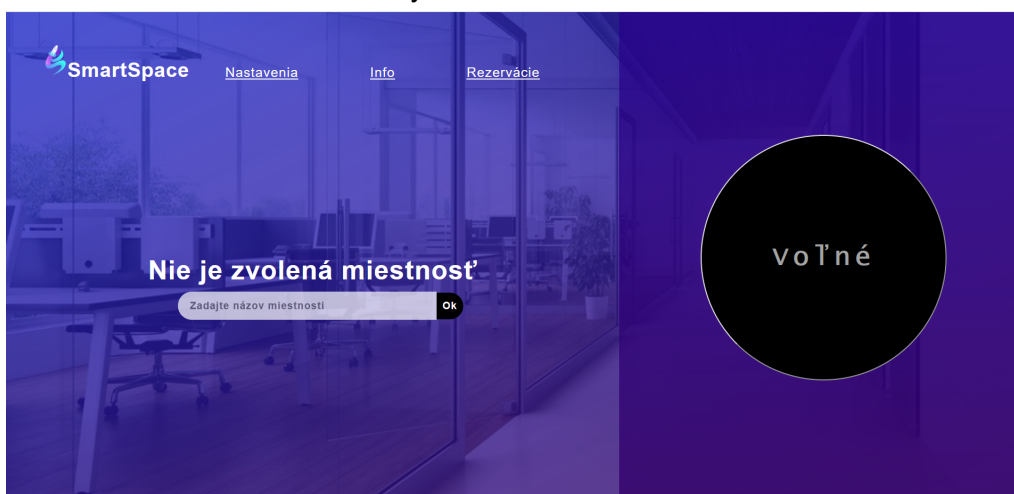 SmartSpace
Nastavenia
Info
Rezervácie
Nie je zvolená miestnosť
Zadajte názov miestnosti
Ok
Voľné